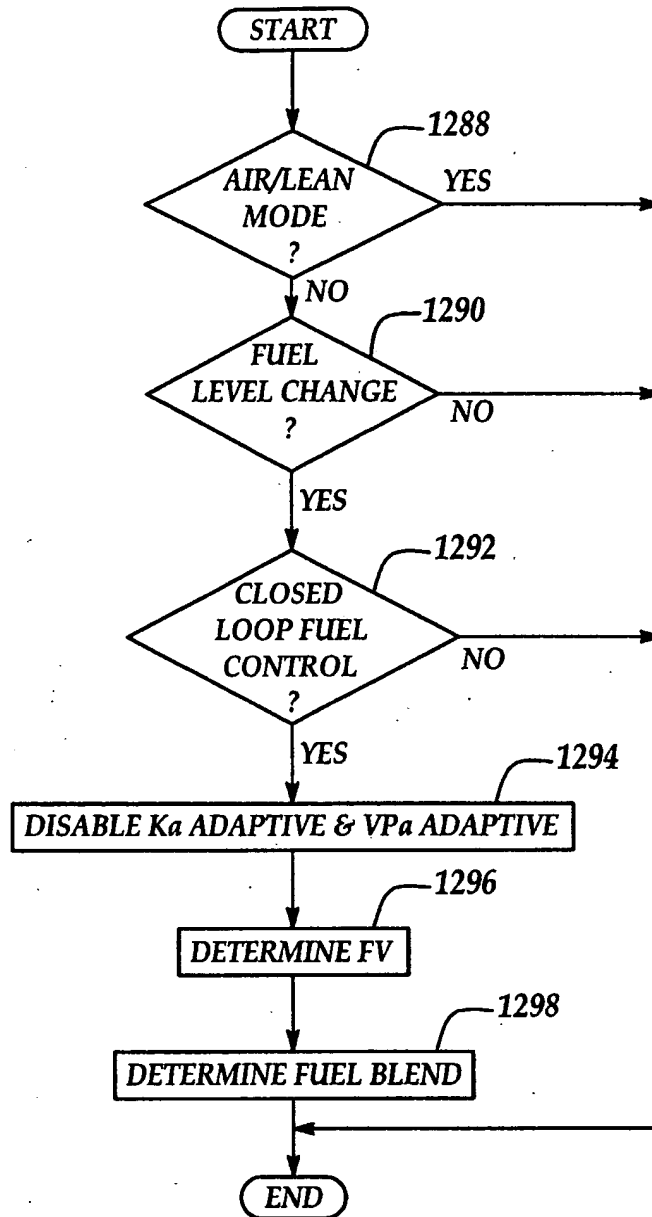 START
1288
AIR/LEAN
MODE
?
YES
NO
1290
FUEL
LEVEL CHANGE
?
NO
YES
1292
CLOSED
LOOP FUEL
CONTROL
?
NO
YES
1294
DISABLE Ka ADAPTIVE & VPa ADAPTIVE
1296
DETERMINE FV
1298
DETERMINE FUEL BLEND
END